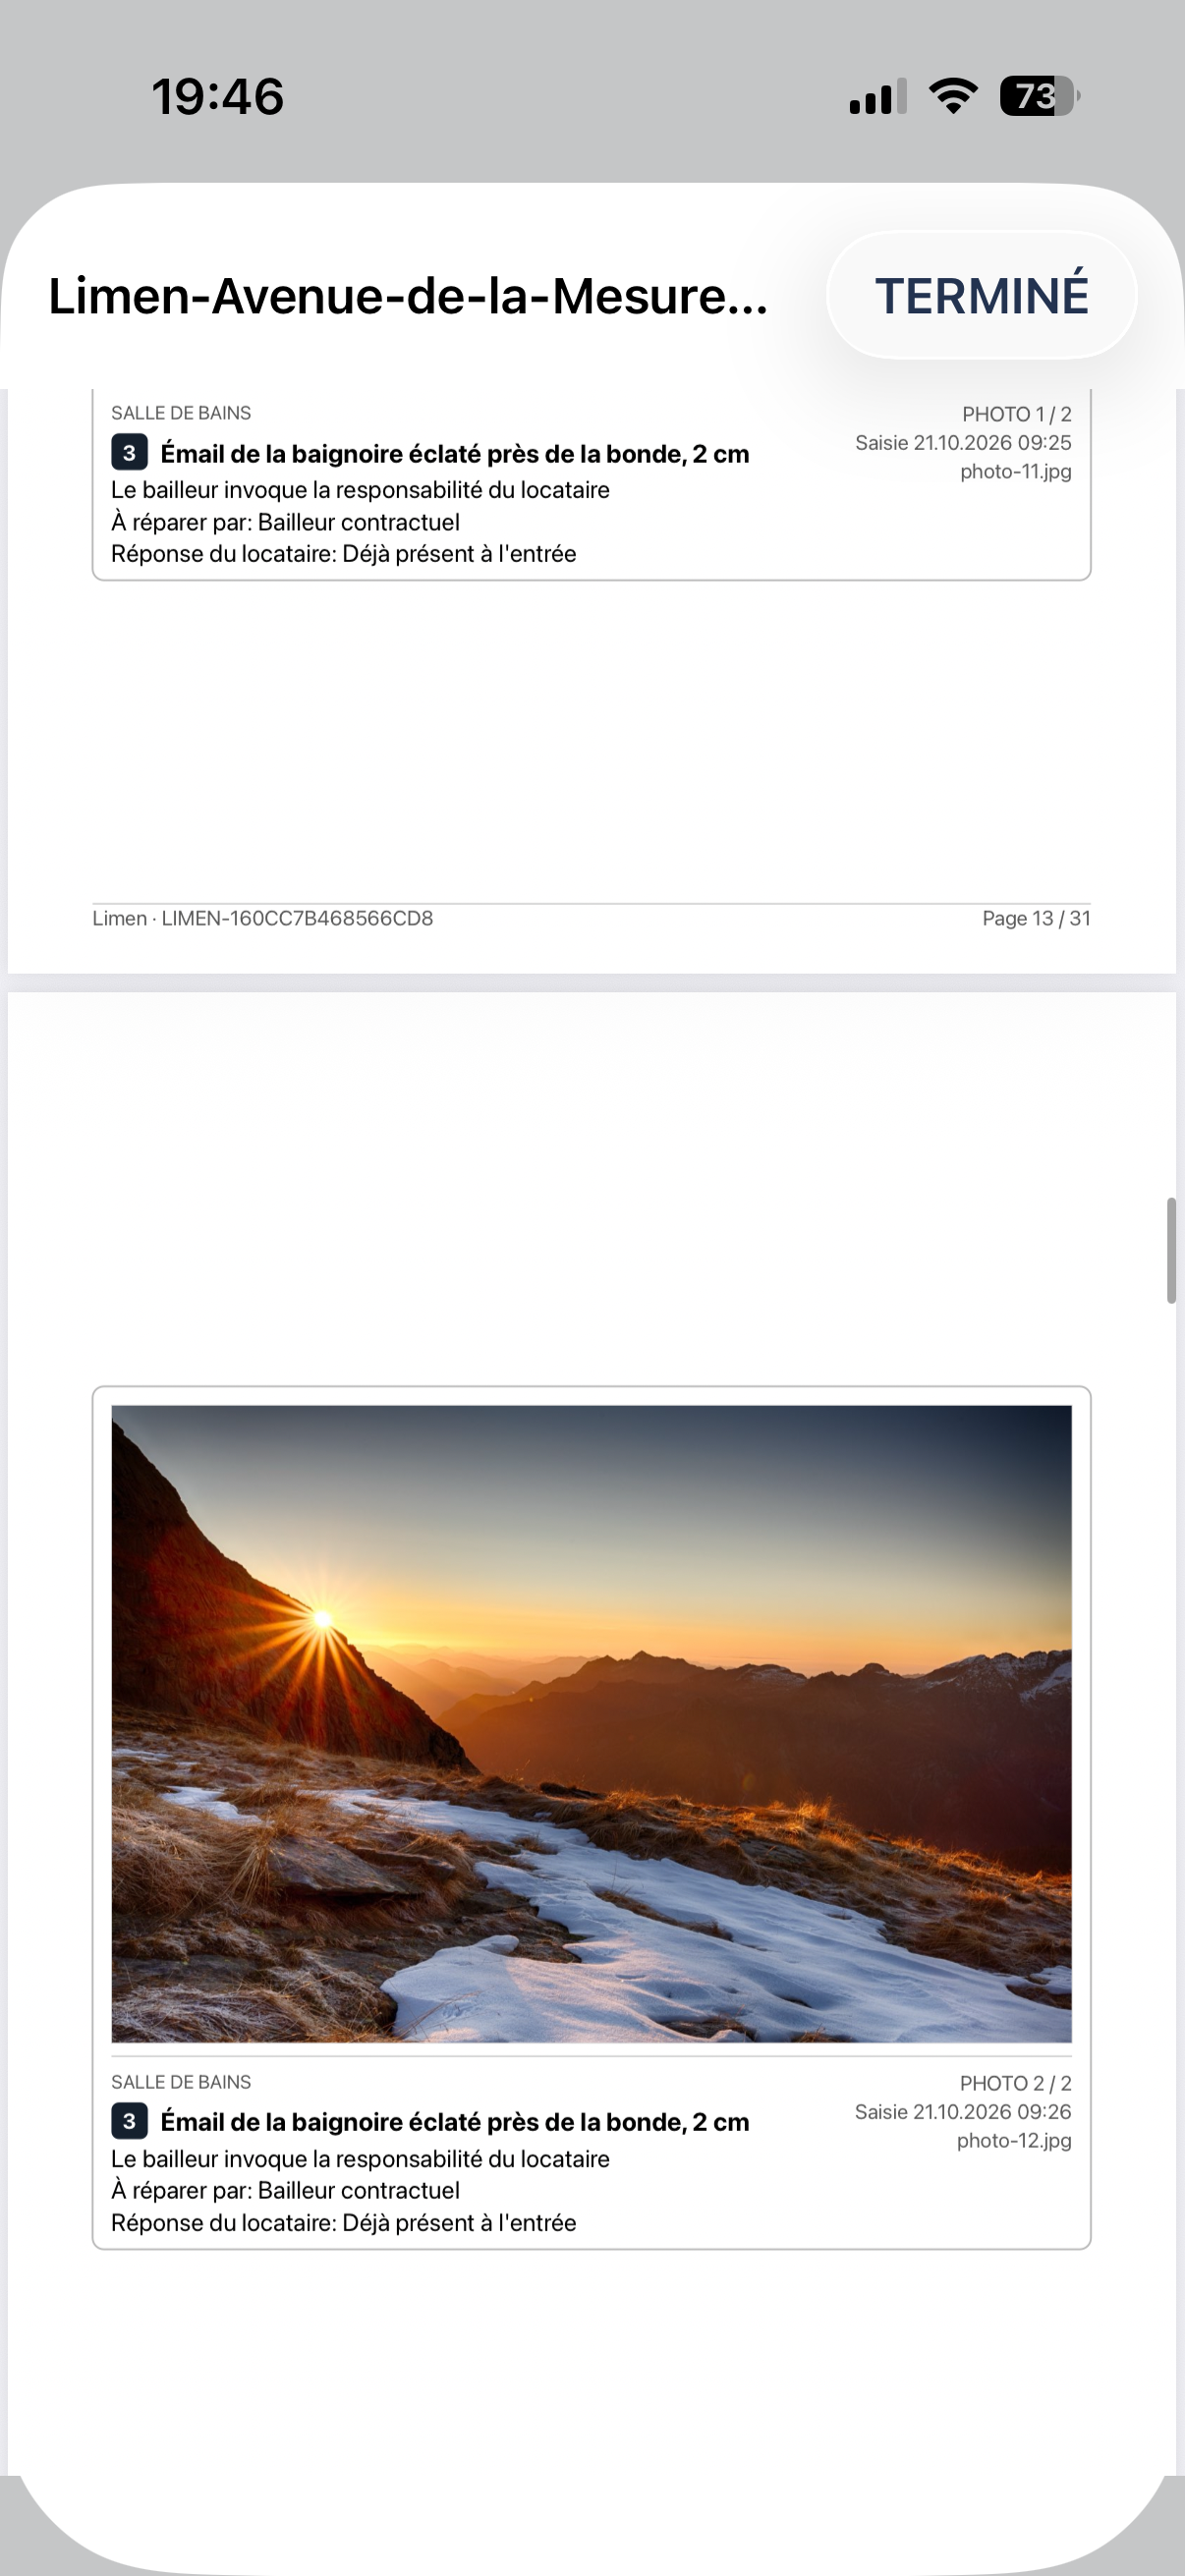 19:46
73
Limen-Avenue-de-la-Mesure...
TERMINÉ
SALLE DE BAINS
PHOTO 1 / 2
3 Émail de la baignoire éclaté près de la bonde, 2 cm
Saisie 21.10.2026 09:25
photo-11.jpg
Le bailleur invoque la responsabilité du locataire
À réparer par: Bailleur contractuel
Réponse du locataire: Déjà présent à l'entrée
Limen · LIMEN-160CC7B468566CD8
Page 13 / 31
SALLE DE BAINS
PHOTO 2 / 2
3 Émail de la baignoire éclaté près de la bonde, 2 cm
Saisie 21.10.2026 09:26
photo-12.jpg
Le bailleur invoque la responsabilité du locataire
À réparer par: Bailleur contractuel
Réponse du locataire: Déjà présent à l'entrée